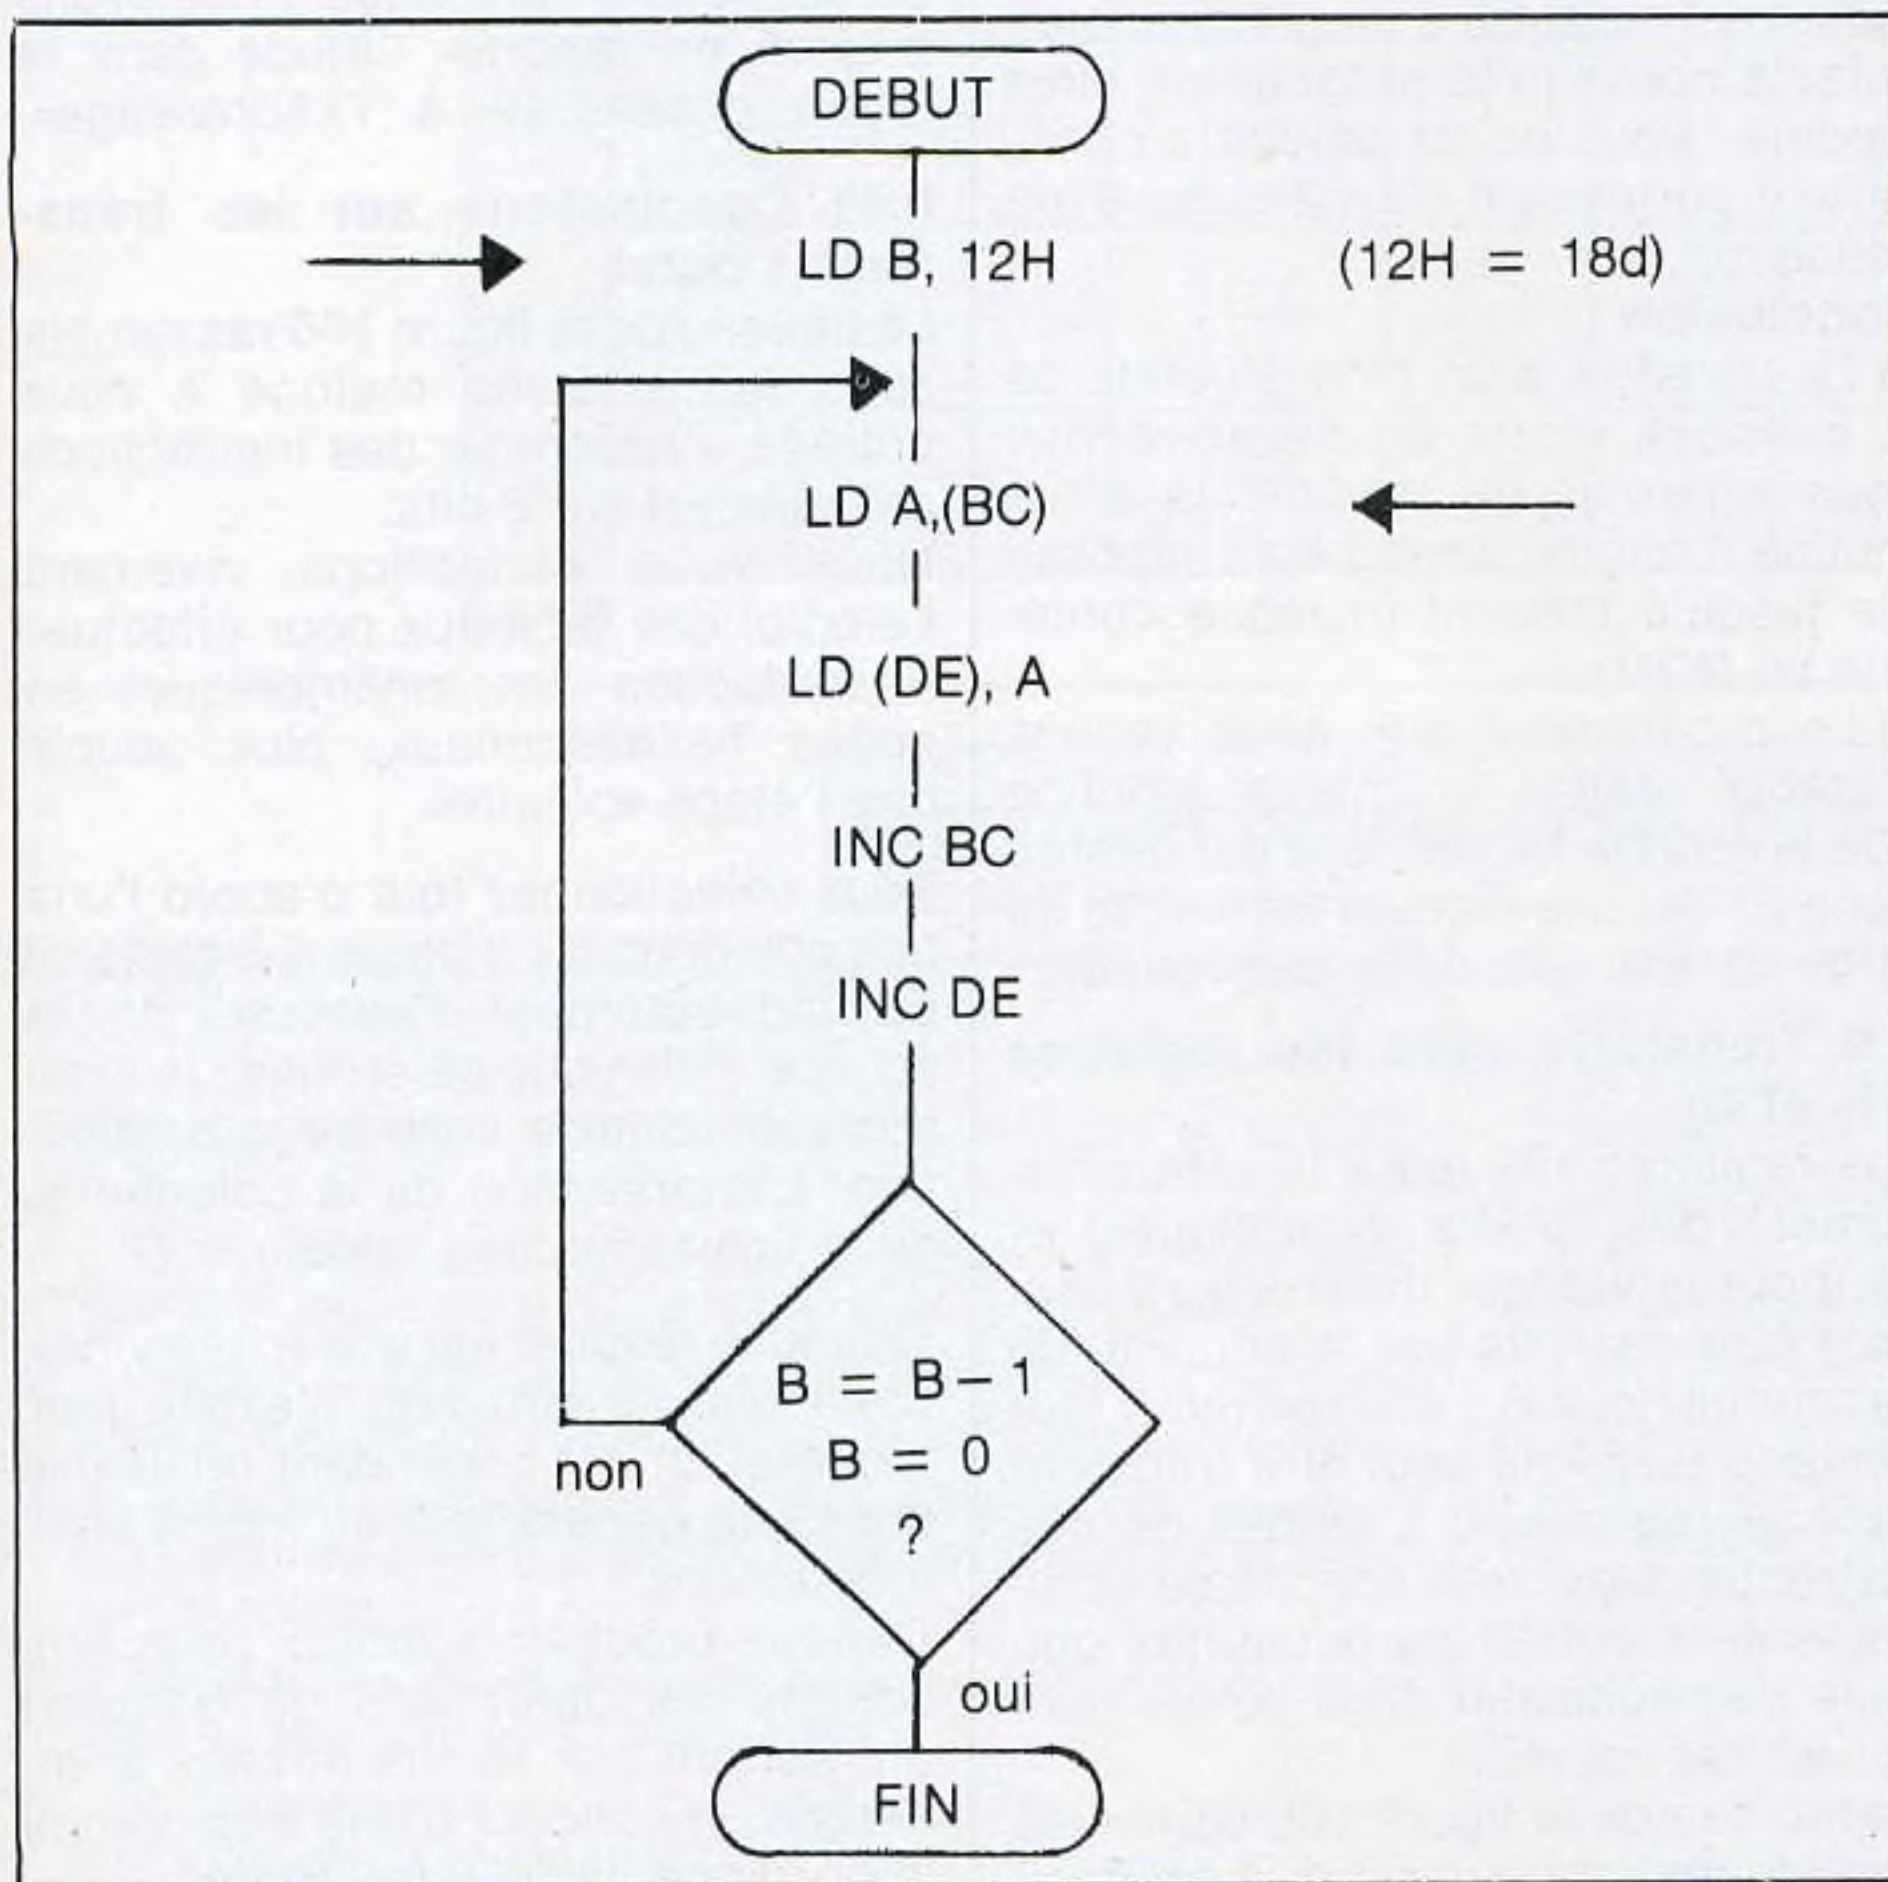 DEBUT
LD B, 12H (12H = 18d)
LD A,(BC)
LD (DE), A
INC BC
INC DE
B = B-1
B = 0
?
non
oui
FIN